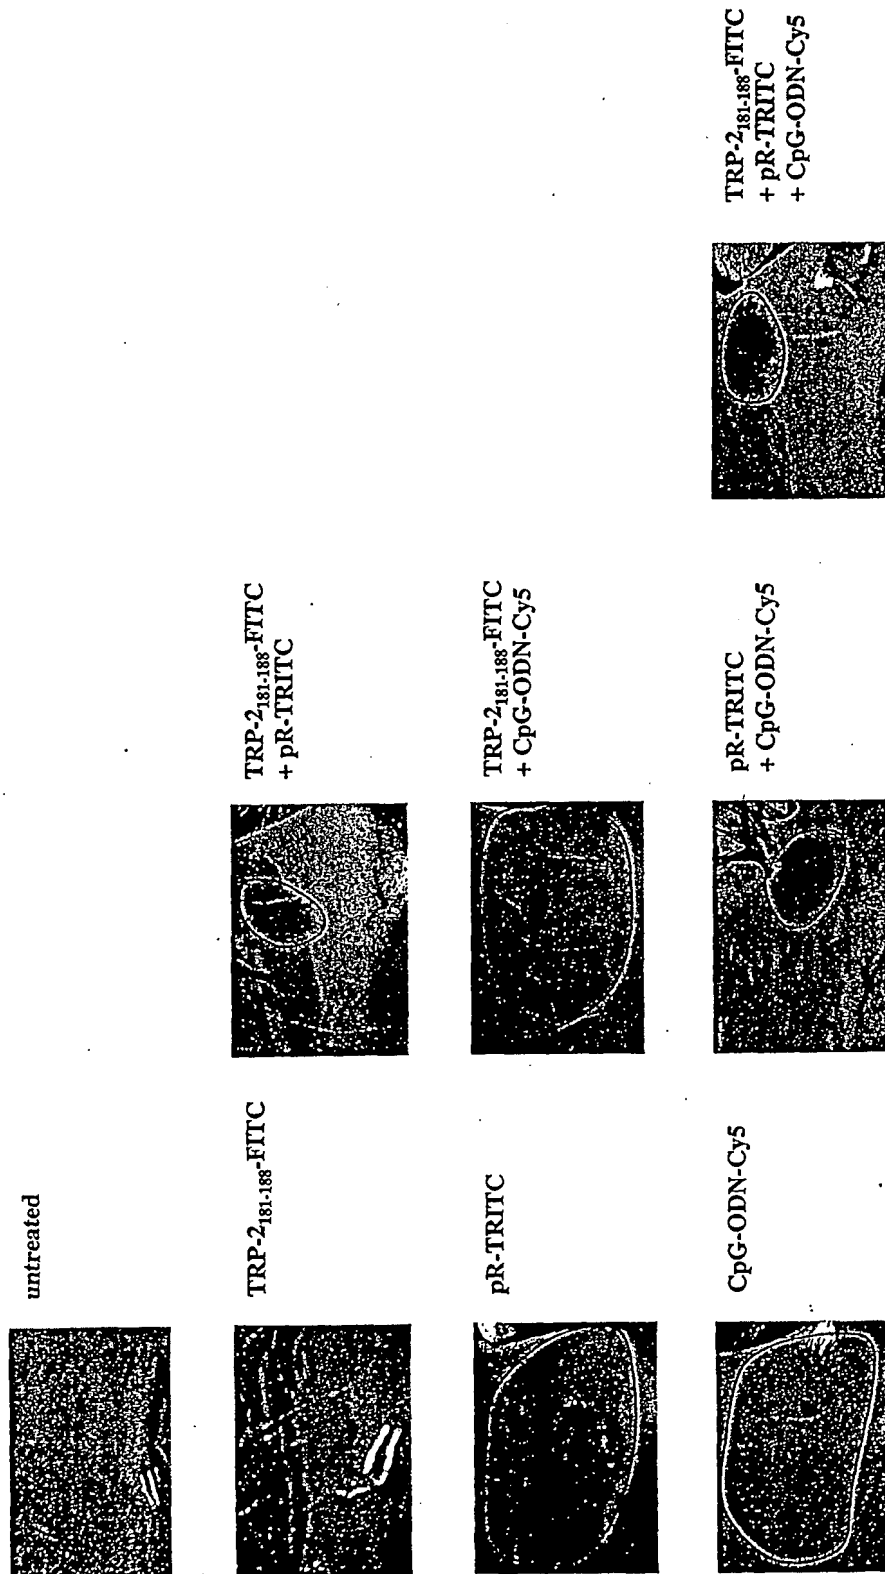 untreated
TRP-2₁₈₁₋₁₈₈-FITC
pR-TRITC
CpG-ODN-Cy5
TRP-2₁₈₁₋₁₈₈-FITC
+ pR-TRITC
TRP-2₁₈₁₋₁₈₈-FITC
+ CpG-ODN-Cy5
pR-TRITC
+ CpG-ODN-Cy5
TRP-2₁₈₁₋₁₈₈-FITC
+ pR-TRITC
+ CpG-ODN-Cy5